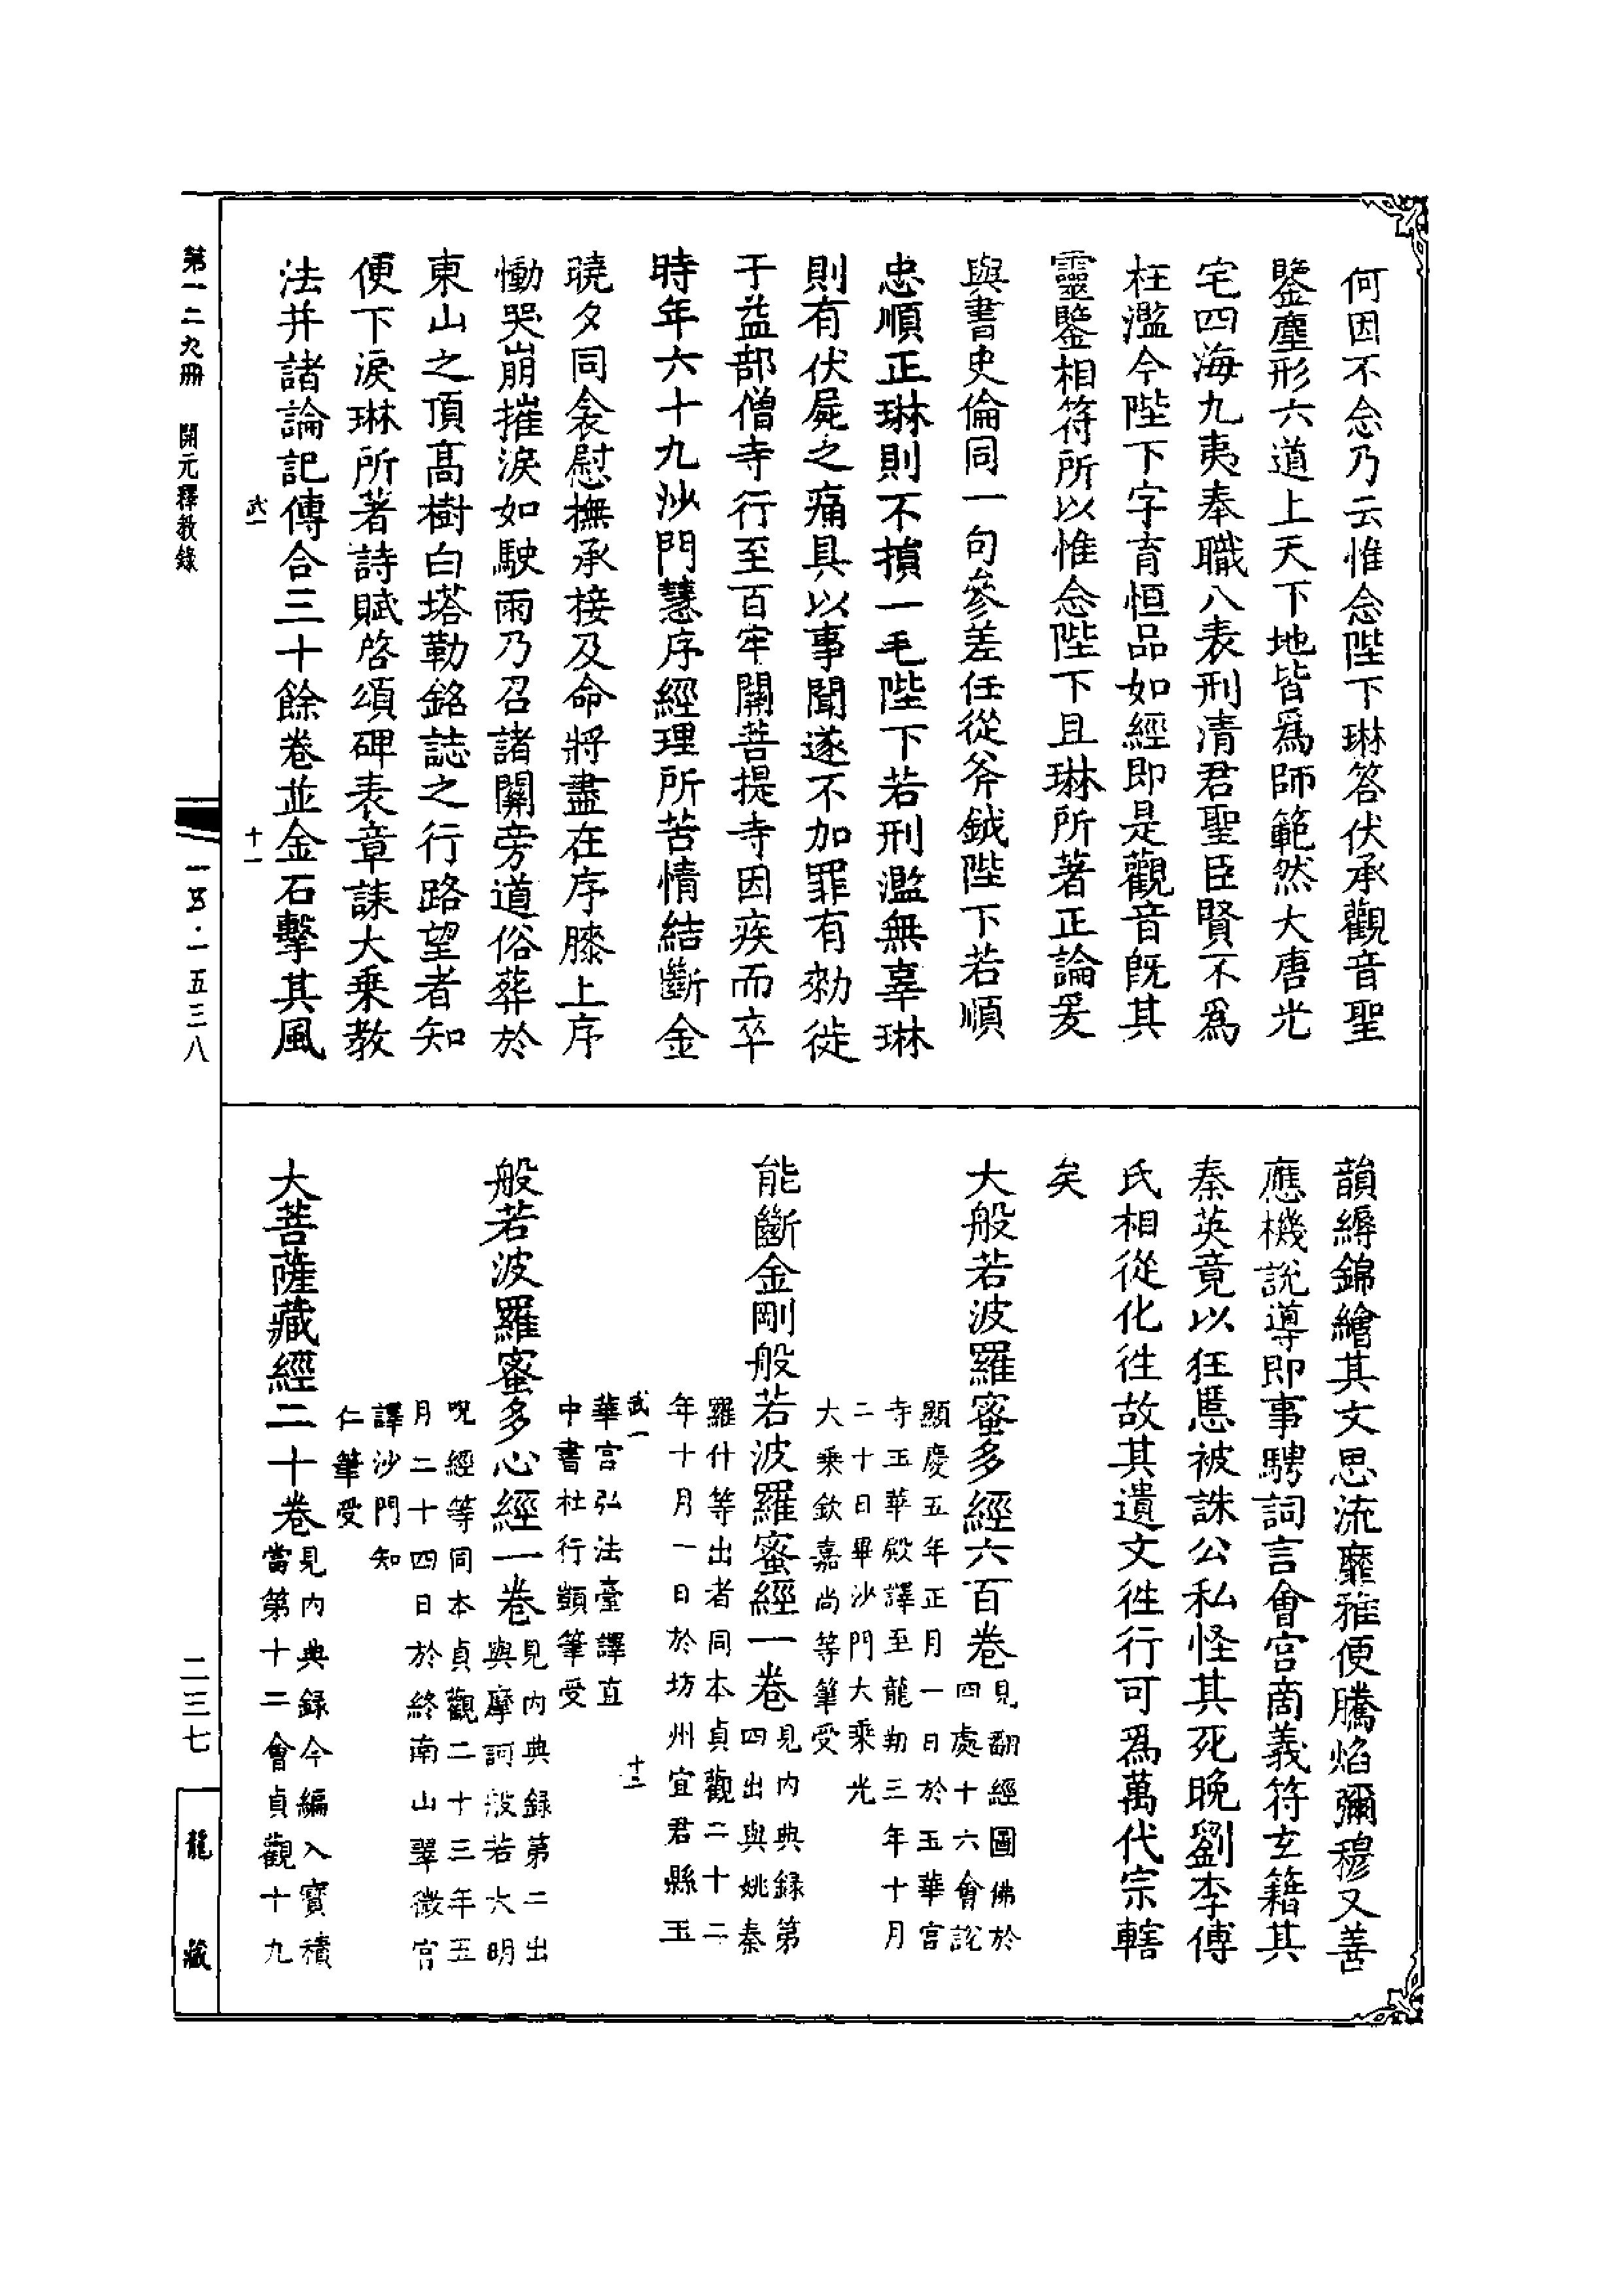 何因不念乃云惟念陛下琳答伏承觀音聖
鑒塵形六道上天下地皆爲師範然大唐光
宅四海九夷奉職八表刑清君聖臣賢不爲
枉濫今陛下字育恒品如經即是觀音既其
靈鑒相符所以惟念陛下且琳所著正論爰
與書史倫同一句參差任從斧鉞陛下若順
忠順正琳則不損一毛陛下若刑濫無辜琳
則有伏屍之痛具以事聞遂不加罪有勑徙
于益部僧寺行至百牢關菩提寺因疾而卒
時年六十九沙門慧序經理所苦情結斷金
曉夕同衾慰撫承接及命將盡在序膝上序
慟哭崩摧淚如駛雨乃召諸關旁道俗葬於
東山之頂高樹白塔勒銘誌之行路望者知
便下淚琳所著詩賦啓頌碑表章誄大乘教
法并諸論記傳合三十餘卷並金石擊其風
武一
十一
韻縟錦繪其文思流靡雅便騰焰彌穆又善
應機說導即事騁詞言會宮商義符玄籍其
秦英竟以狂悖被誅公私怪其死晚劉李傅
氏相從化往故其遺文徃行可爲萬代宗轄
矣
大般若波羅蜜多經六百卷見翻經圖佛於
四處十六會說
顯慶五年正月一日於玉華宮
寺玉華殿譯至龍朔三年十月
二十日畢沙門大乘光
大乘欽嘉尚等筆受
能斷金剛般若波羅蜜經一卷見內典録第
四出與姚秦
羅什等出者同本貞觀二十二
年十月一日於坊州宜君縣玉
武一
十二
華宮弘法臺譯直
中書杜行顗筆受
般若波羅蜜多心經一卷見內典録第二出
與摩訶般若大明
呪經等同本貞觀二十三年五
月二十四日於終南山翠微宮
譯沙門知
仁筆受
大菩薩藏經二十卷見内典録今編入寶積
當第十二會貞觀十九
第一二九冊
開元釋教錄
一五·一五三八
二三七
龍藏